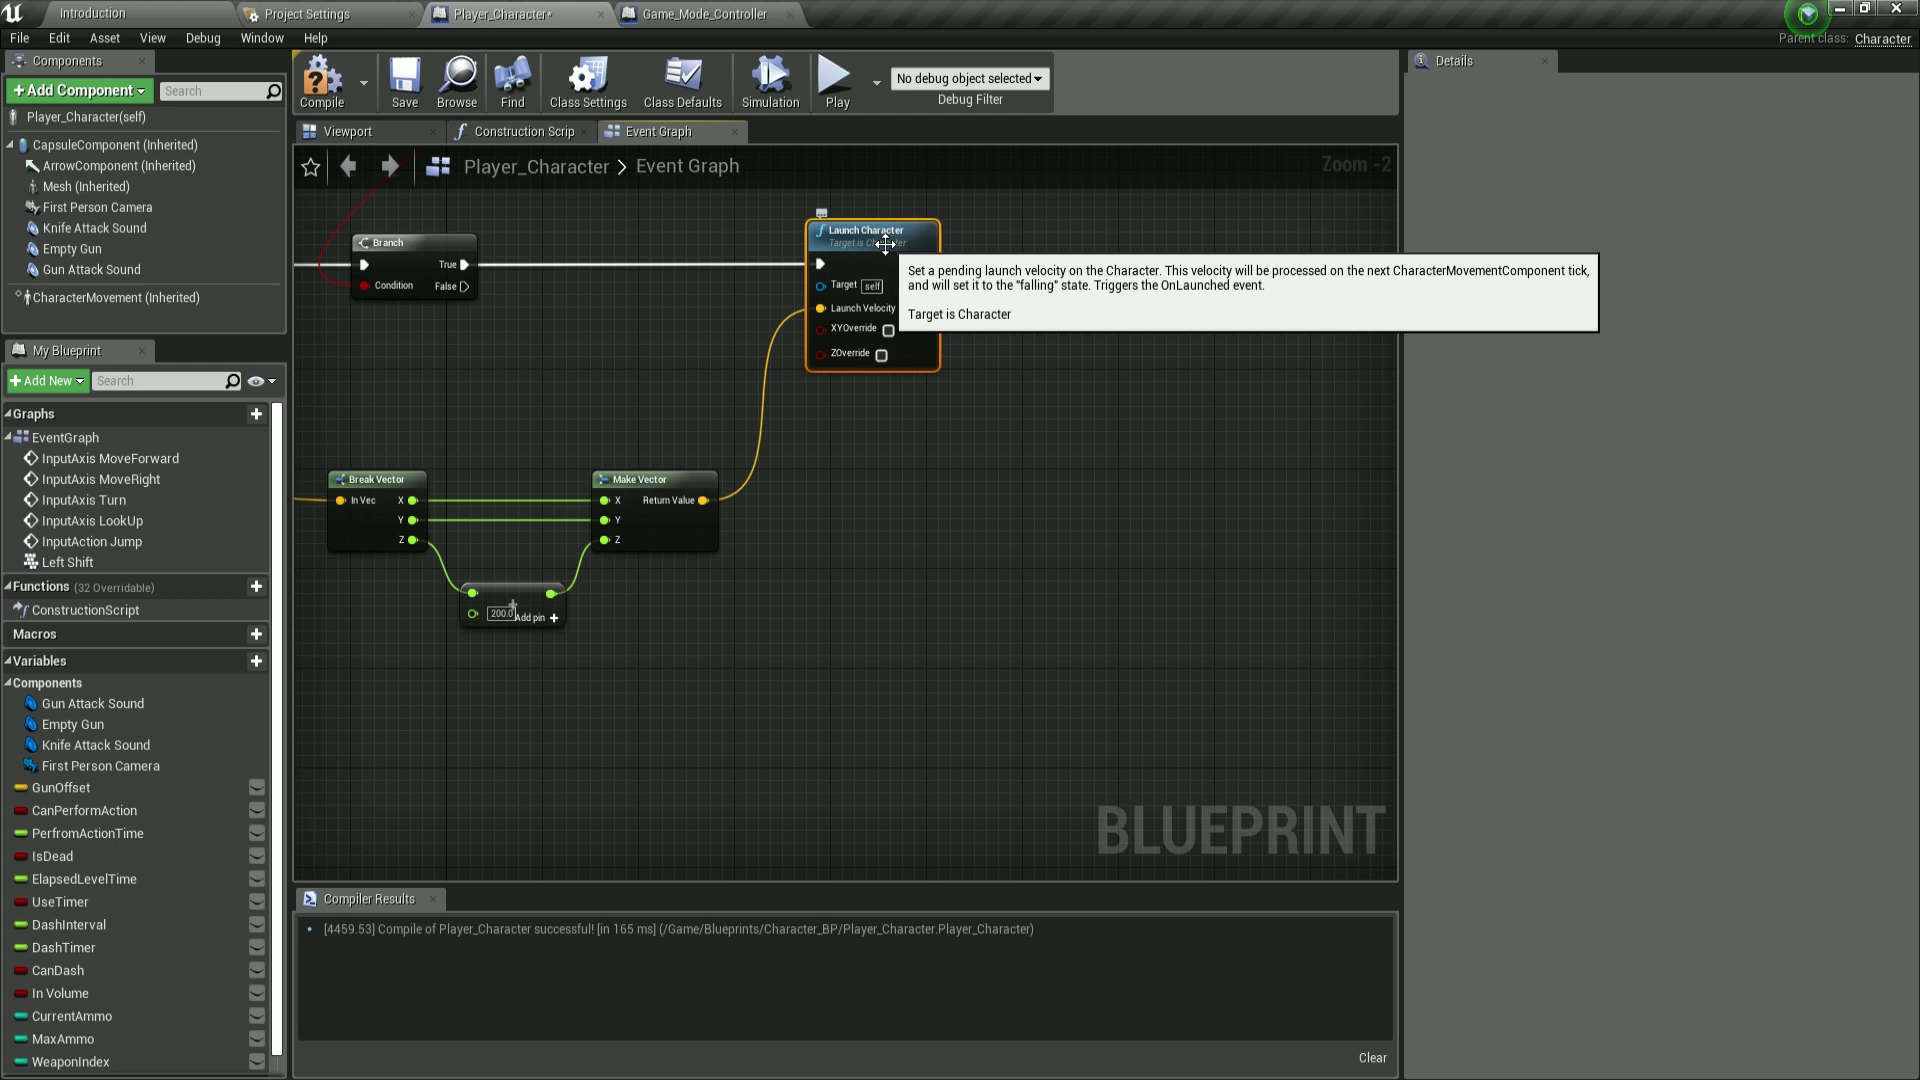 Introduction
Project Settings
Player_Character*
Game_Mode_Controller
File Edit Asset View Window Debug Window Help
Parent class: Character
Components
+Add Component
Search
Player_Character(self)
CapsuleComponent (Inherited)
ArrowComponent (Inherited)
Mesh (Inherited)
First Person Camera
Knife Attack Sound
Empty Gun
Gun Attack Sound
CharacterMovement (Inherited)
My Blueprint
+Add New
Search
Graphs
EventGraph
InputAxis MoveForward
InputAxis MoveRight
InputAxis Turn
InputAxis LookUp
InputAction Jump
Left Shift
Functions (32 Overridable)
ConstructionScript
Macros
Variables
Components
Gun Attack Sound
Empty Gun
Knife Attack Sound
First Person Camera
GunOffset
CanPerformAction
PerfromActionTime
IsDead
ElapsedLevelTime
UseTimer
DashInterval
DashTimer
CanDash
In Volume
CurrentAmmo
MaxAmmo
WeaponIndex
Compile
Save
Browse
Find
Class Settings
Class Defaults
Simulation
Play
No debug object selected
Debug Filter
Viewport
Construction Scrip
Event Graph
Player_Character > Event Graph
Zoom -2
Branch
True
Condition False
Launch Character
Target is Character
Target self
Launch Velocity
XYOverride
ZOverride
Set a pending launch velocity on the Character. This velocity will be processed on the next CharacterMovementComponent tick,
and will set it to the "falling" state. Triggers the OnLaunched event.
Target is Character
Break Vector
In Vec X
Y
Z
Make Vector
X Return Value
Y
Z
200.0
Add pin +
BLUEPRINT
Compiler Results
[4459.53] Compile of Player_Character successful! [in 165 ms] (/Game/Blueprints/Character_BP/Player_Character.Player_Character)
Clear
Details